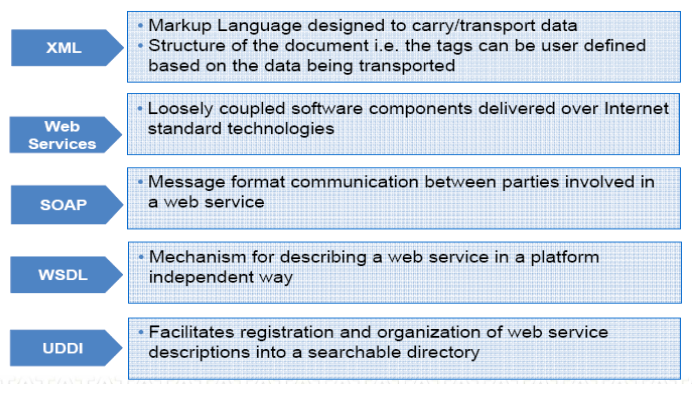 XML
• Markup Language designed to carry/transport data
• Structure of the document i.e. the tags can be user defined
based on the data being transported
Web
Services
• Loosely coupled software components delivered over Internet
standard technologies
SOAP
• Message format communication between parties involved in
a web service
WSDL
• Mechanism for describing a web service in a platform
independent way
UDDI
• Facilitates registration and organization of web service
descriptions into a searchable directory